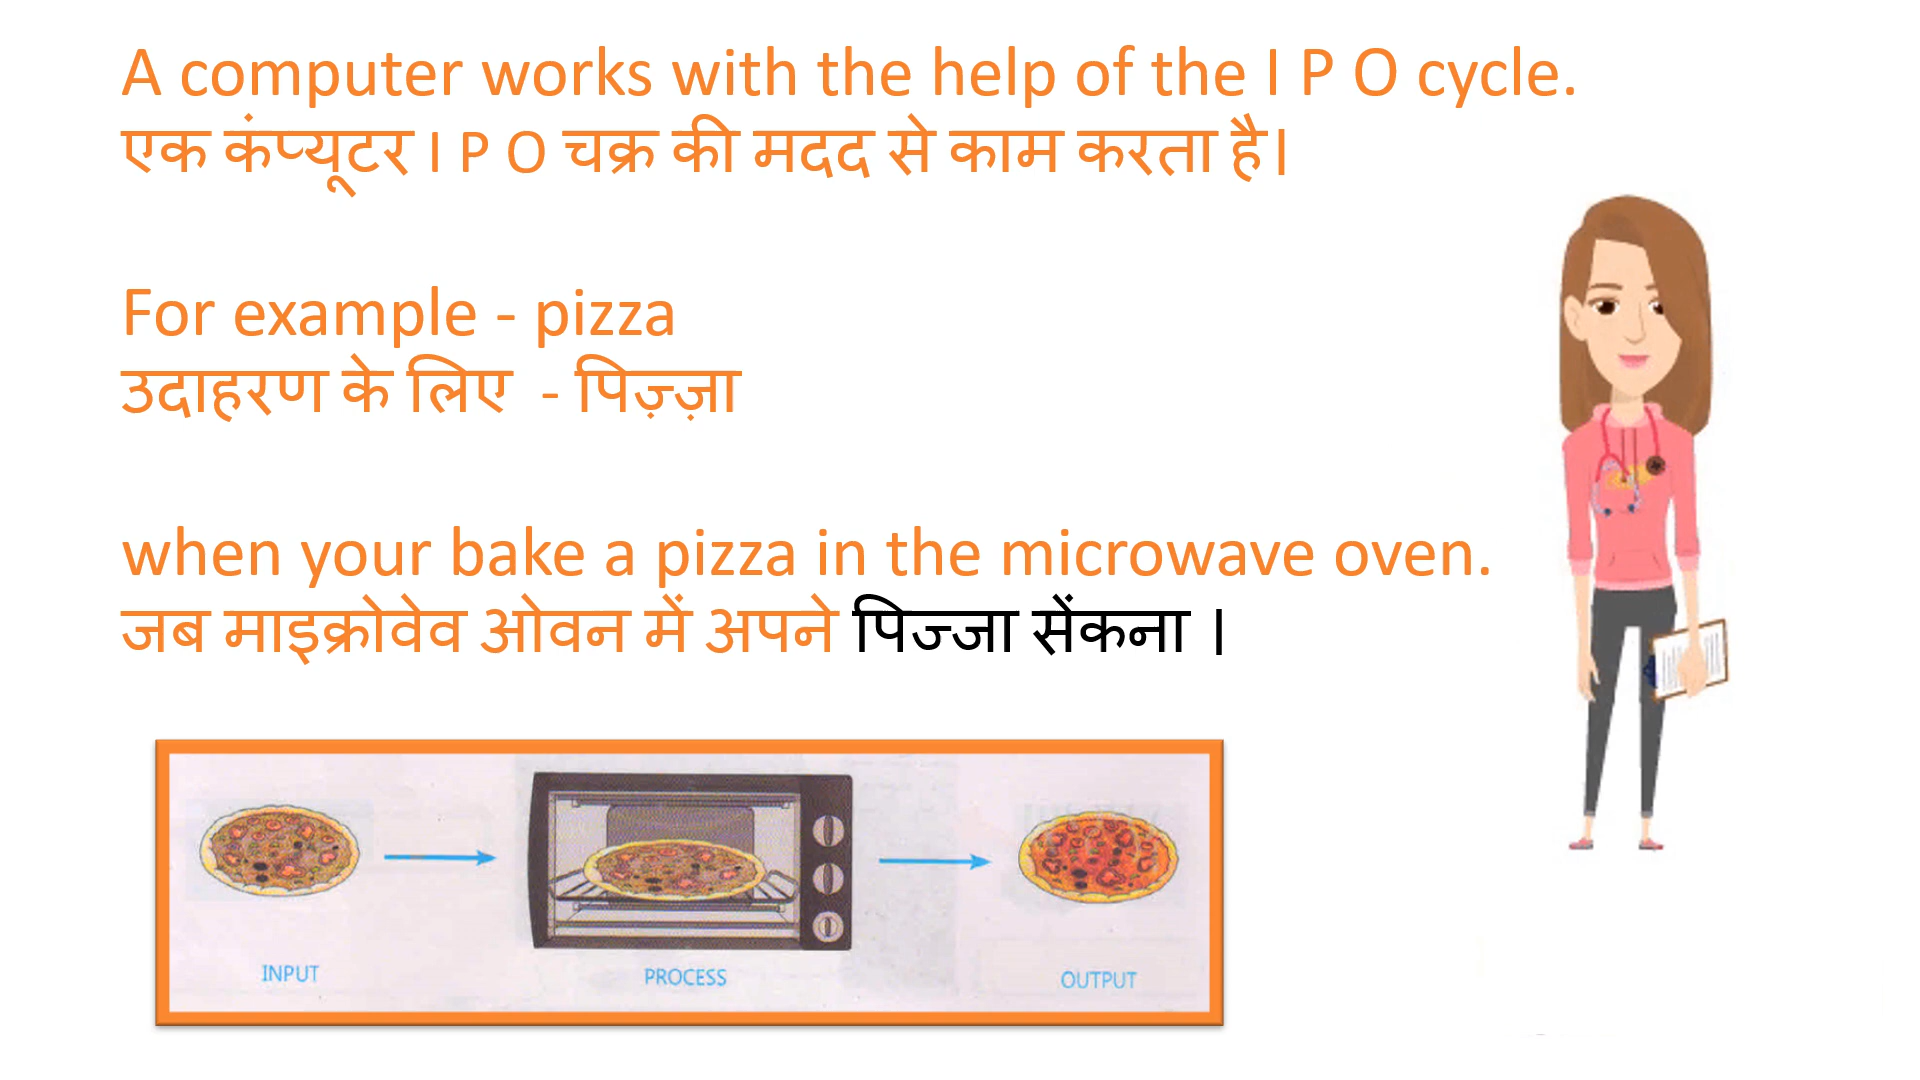 A computer works with the help of the I P O cycle.
एक कंप्यूटर I P O चक्र की मदद से काम करता है।
For example - pizza
उदाहरण के लिए - पिज़्ज़ा
when your bake a pizza in the microwave oven.
जब माइक्रोवेव ओवन में अपने पिज्जा सेंकना ।
INPUT
PROCESS
OUTPUT